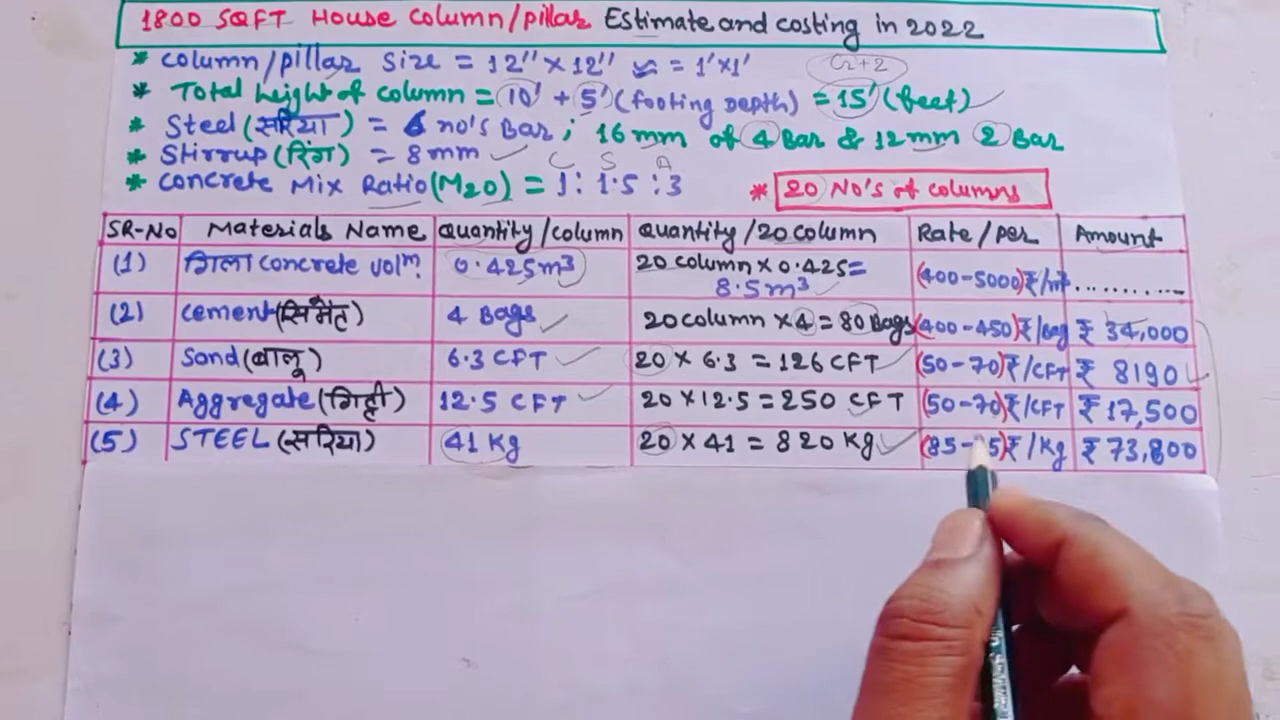 1800 SQFT House Column/pillar Estimate and costing in 2022
* Column/pillar Size = 12" × 12" = 1'×1' G+2
* Total height of column = 10' + 5' (footing Depth) = 15' (feet)
* Steel (सरिया) = 6 no's Bar; 16 mm of 4 Bar & 12 mm 2 Bar
* Stirrup (रिंग) = 8 mm
C S A
* Concrete Mix Ratio (M20) = 1 : 1.5 : 3 * 20 No's of columns
SR-No Materials Name Quantity/column Quantity/20 column Rate/per Amount
(1) गिला concrete volm. 0.425m³ 20 column × 0.425= 8.5m³ (400-5000)₹/m³ ............
(2) cement (सिमेंट) 4 Bags 20 column × 4 = 80 Bags (400-450)₹/bag ₹ 34,000
(3) Sand (बालू) 6.3 CFT 20 × 6.3 = 126 CFT (50-70)₹/CFT ₹ 8190
(4) Aggregate (गिट्टी) 12.5 CFT 20 × 12.5 = 250 CFT (50-70)₹/CFT ₹ 17,500
(5) STEEL (सरिया) 41 Kg 20 × 41 = 820 Kg (85- 5)₹/Kg ₹ 73,800